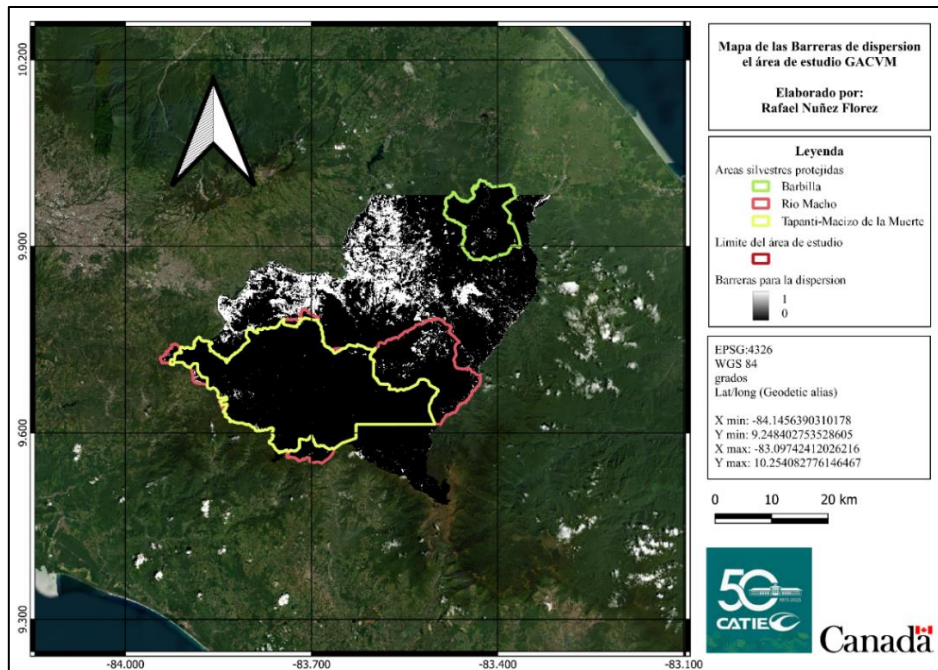 Mapa de las Barreras de dispersion
el área de estudio GACVM
Elaborado por:
Rafael Nuñez Florez
Leyenda
Areas silvestres protejidas
Barbilla
Rio Macho
Tapanti-Macizo de la Muerte
Limite del área de estudio
Barreras para la dispersion
1
0
EPSG:4326
WGS 84
grados
Lat/long (Geodetic alias)
X min: -84.1456390310178
Y min: 9.248402753528605
X max: -83.09742412026216
Y max: 10.254082776146467
0 10 20 km
50
CATIE
Canada
10.200
9.900
9.600
9.300
-84.000 -83.700 -83.400 -83.100